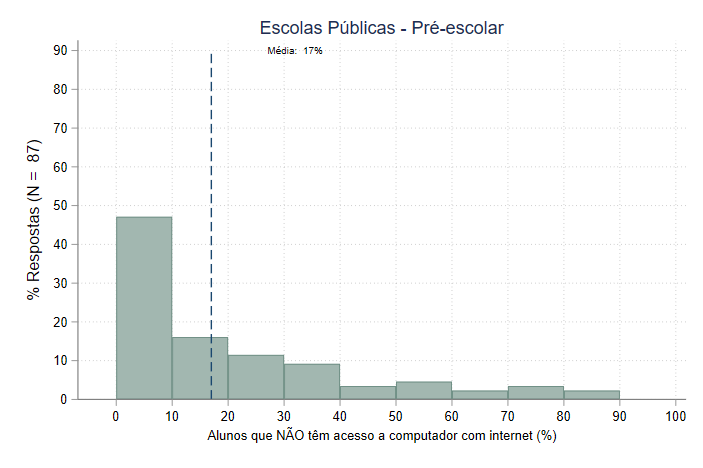 Escolas Públicas - Pré-escolar
Média: 17%
% Respostas (N = 87)
90
80
70
60
50
40
30
20
10
0
0 10 20 30 40 50 60 70 80 90 100
Alunos que NÃO têm acesso a computador com internet (%)